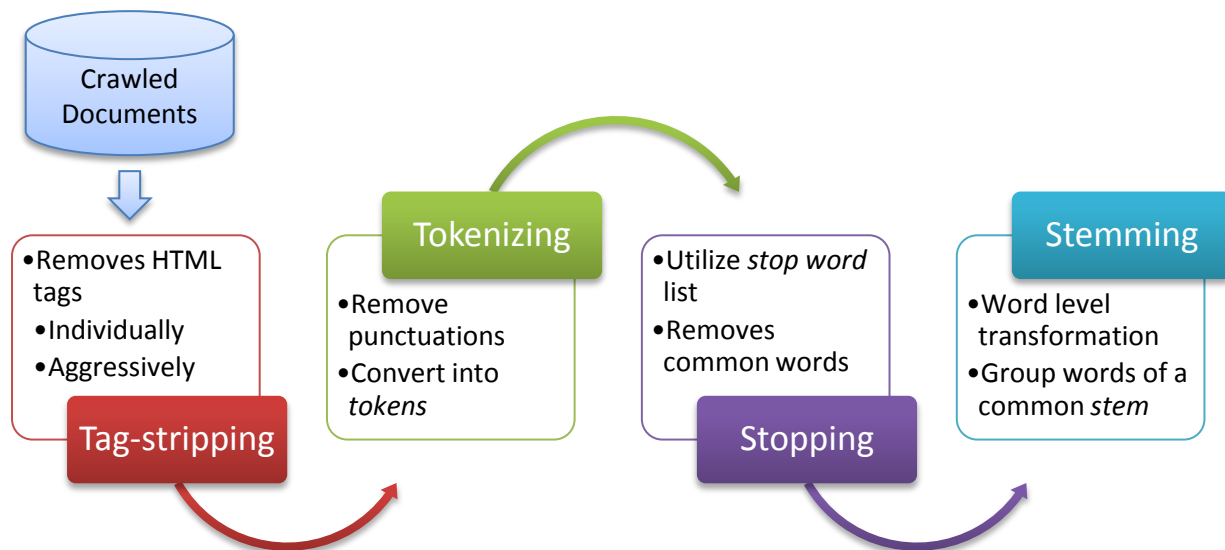 Crawled
Documents
•Removes HTML
tags
•Individually
•Aggressively
Tag-stripping
Tokenizing
•Remove
punctuations
•Convert into
tokens
•Utilize stop word
list
•Removes
common words
Stopping
Stemming
•Word level
transformation
•Group words of a
common stem